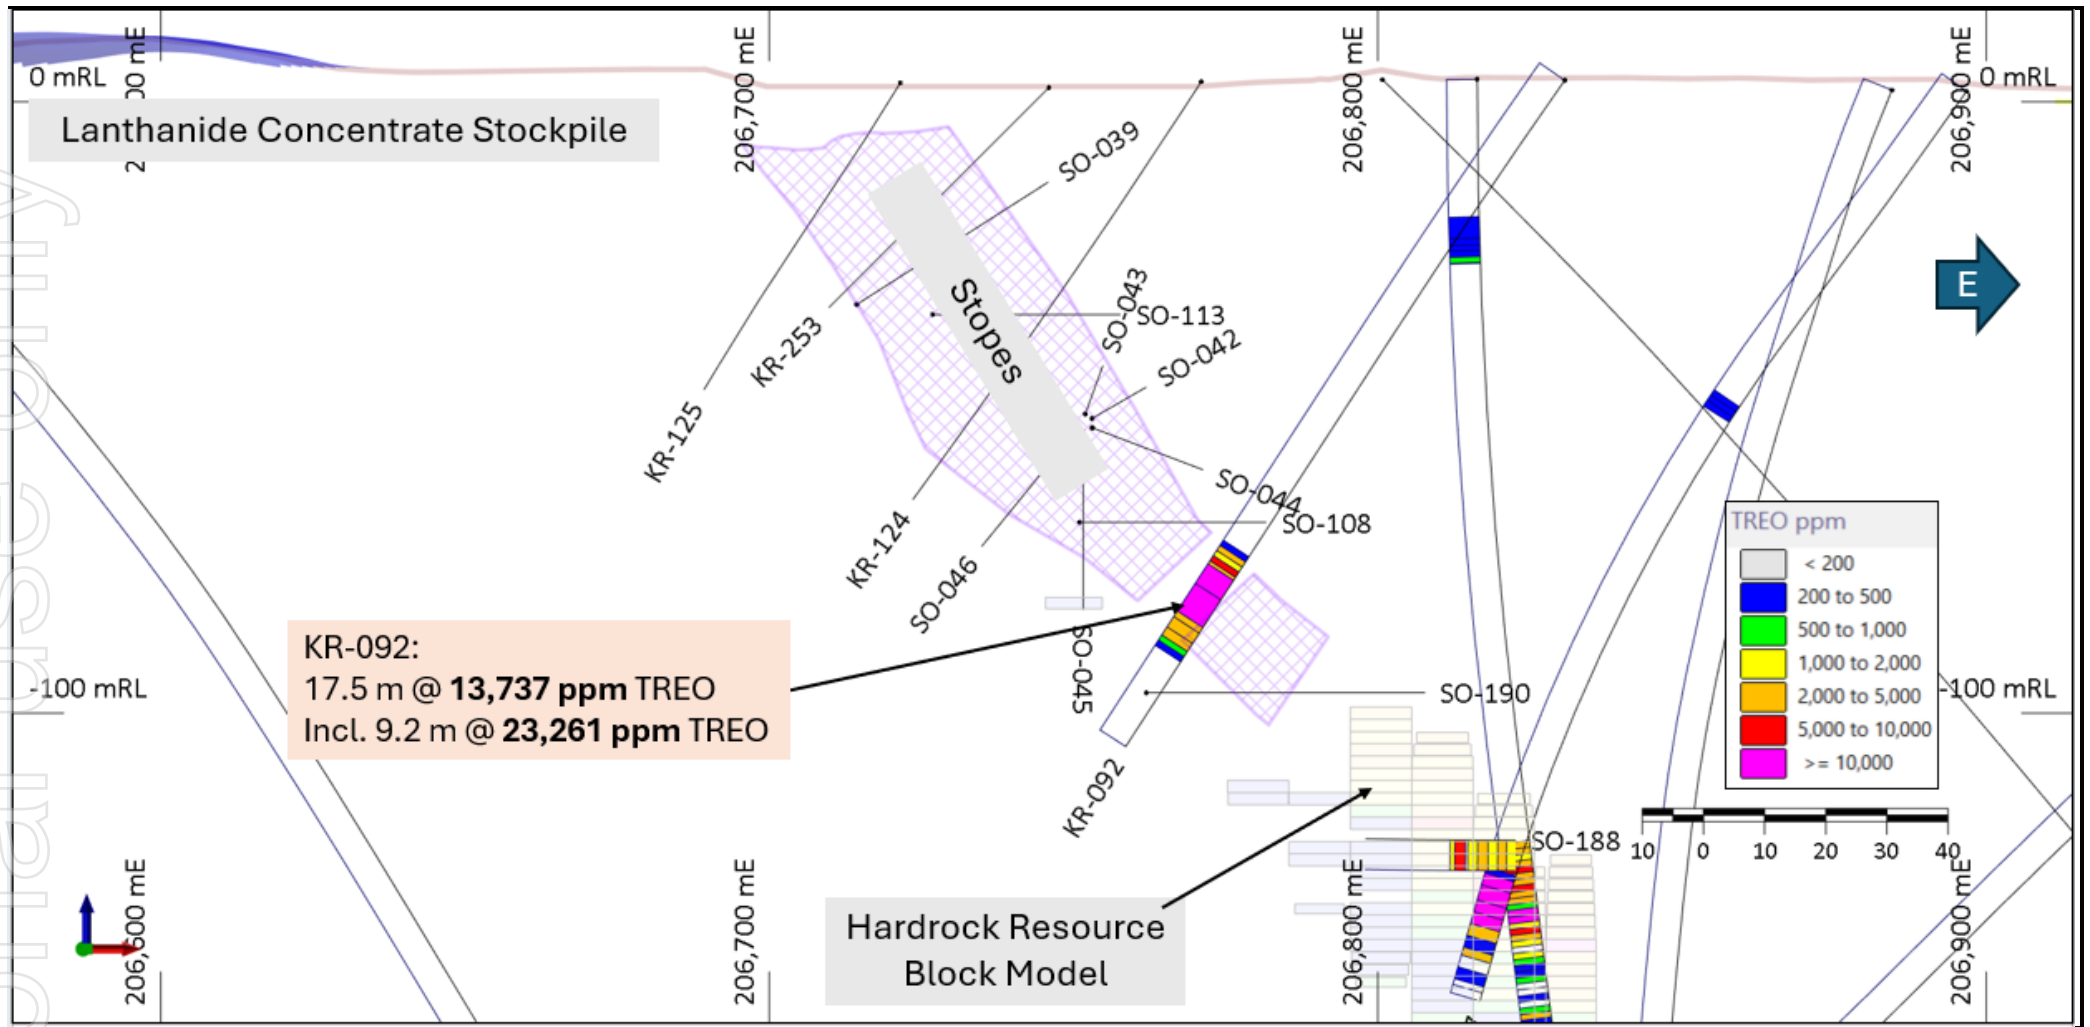 206,700 mE
206,800 mE
206,900 mE
0 mRL
0 mRL
Lanthanide Concentrate Stockpile
SO-039
Stopes
SO-043
SO-113
SO-042
E
KR-253
KR-125
SO-044
SO-108
KR-124
SO-046
SO-045
TREO ppm
< 200
200 to 500
500 to 1,000
1,000 to 2,000
2,000 to 5,000
5,000 to 10,000
>= 10,000
KR-092:
17.5 m @ 13,737 ppm TREO
Incl. 9.2 m @ 23,261 ppm TREO
-100 mRL
-100 mRL
SO-190
KR-092
SO-188
10 0 10 20 30 40
Hardrock Resource
Block Model
206,600 mE
206,700 mE
206,800 mE
206,900 mE
use only